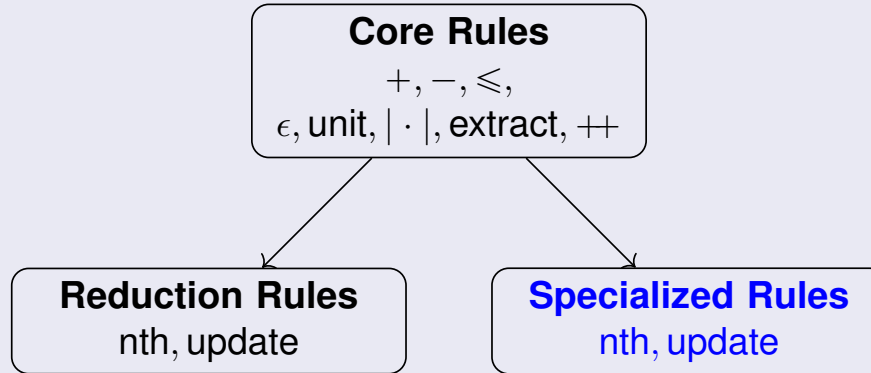 Core Rules
+, −, ⩽,
ϵ, unit, | · |, extract, ++
Reduction Rules
nth, update
Specialized Rules
nth, update